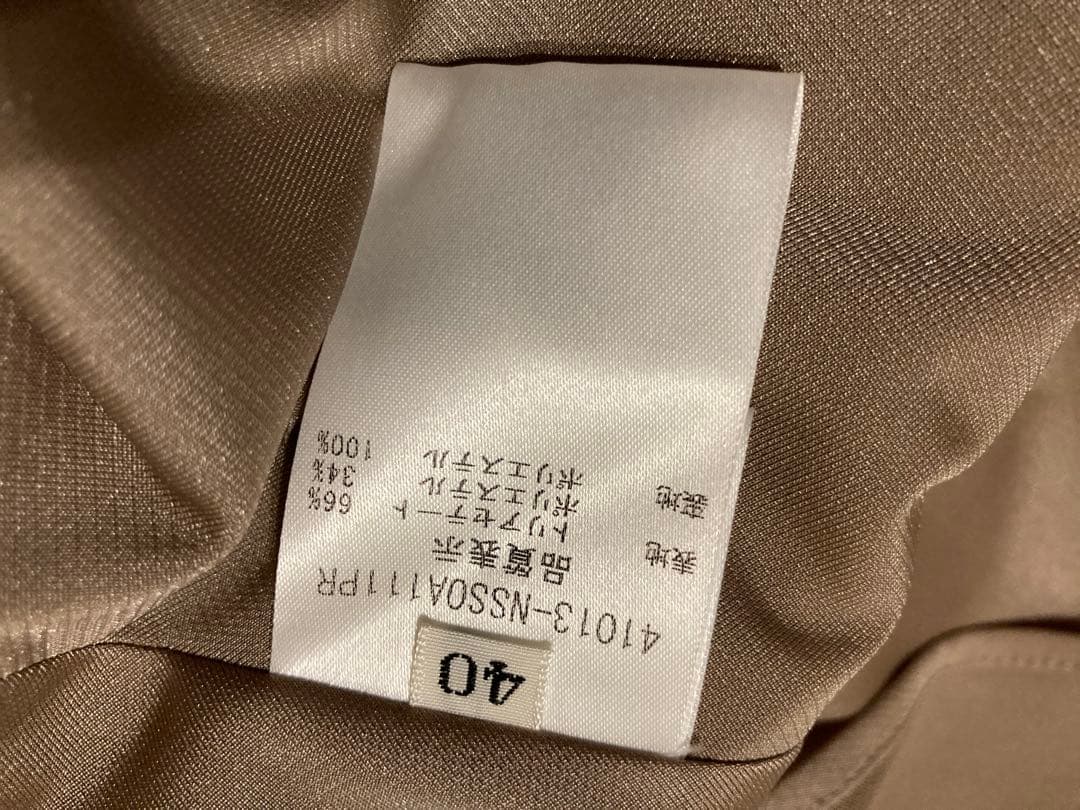 40
41013-NSSOA111PR
品質表示
表地 トリアセテート 66%
ポリエステル 34%
裏地 ポリエステル 100%